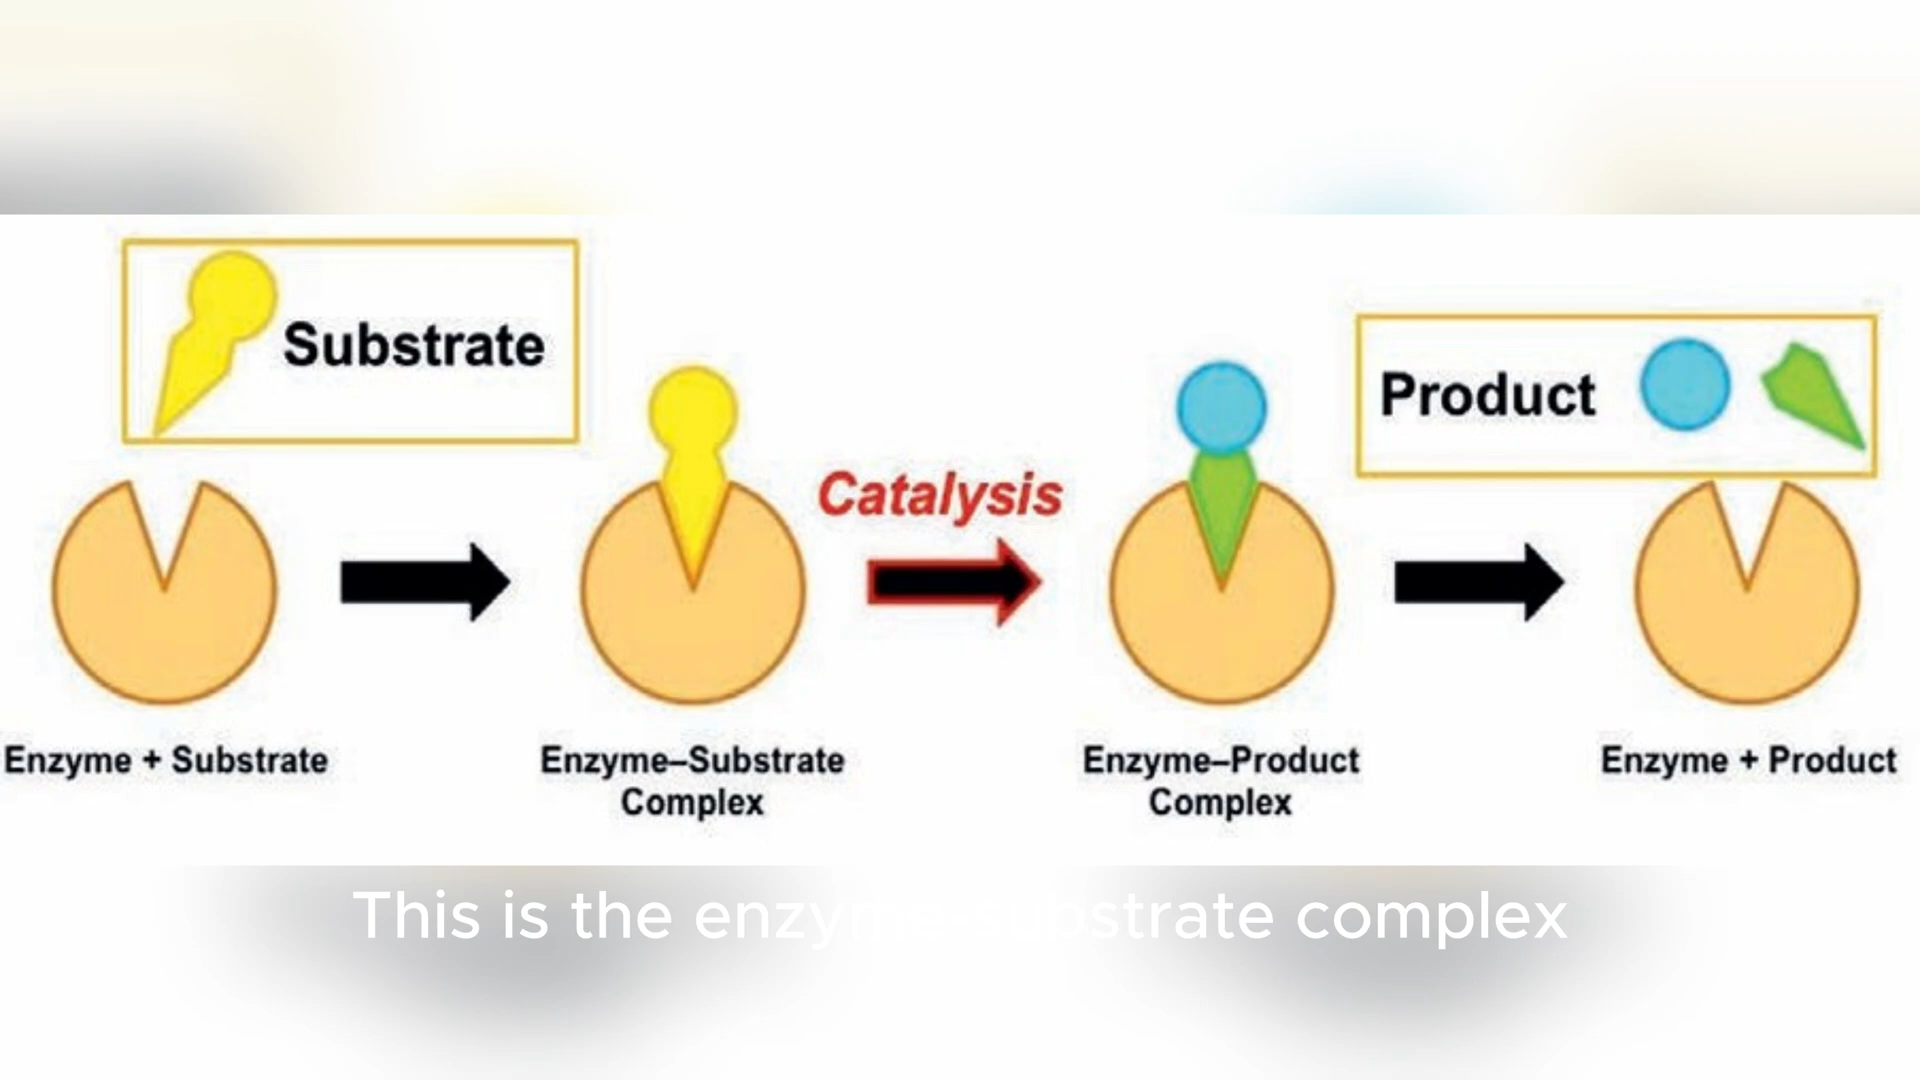 Substrate
Product
Catalysis
Enzyme + Substrate
Enzyme–Substrate
Complex
Enzyme–Product
Complex
Enzyme + Product
This is the enzyme substrate complex